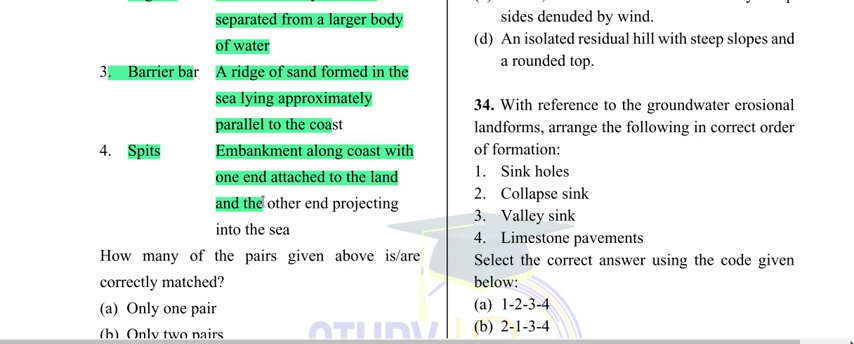 separated from a larger body
of water
3. Barrier bar A ridge of sand formed in the
sea lying approximately
parallel to the coast
4. Spits Embankment along coast with
one end attached to the land
and the other end projecting
into the sea
How many of the pairs given above is/are
correctly matched?
(a) Only one pair
(b) Only two pairs
sides denuded by wind.
(d) An isolated residual hill with steep slopes and
a rounded top.
34. With reference to the groundwater erosional
landforms, arrange the following in correct order
of formation:
1. Sink holes
2. Collapse sink
3. Valley sink
4. Limestone pavements
Select the correct answer using the code given
below:
(a) 1-2-3-4
(b) 2-1-3-4